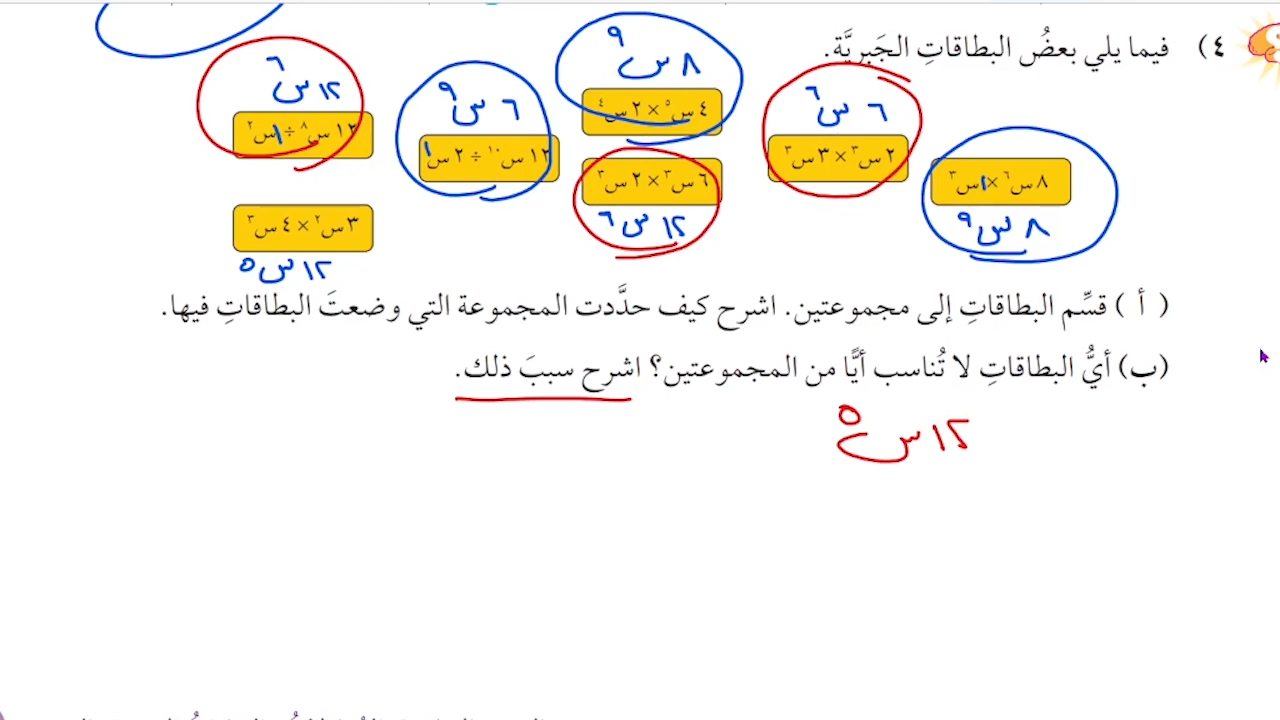 ٤) فيما يلي بعضُ البطاقاتِ الجَبريَّة.
٨ س٩
٤ س٥ × ٢ س٤
٦ س٦
٢ س٣ × ٣ س٣
٦ س٩
١٢ س١٠ ÷ ٢ س١
١٢ س٦
١٢ س٨ ÷ ١س٢
٨ س٦ × ١س٣
٨ س٩
٦ س٣ × ٢ س٣
١٢ س٦
٣ س٢ × ٤ س٣
١٢ س٥
( أ ) قسِّم البطاقاتِ إلى مجموعتين. اشرح كيف حدَّدت المجموعة التي وضعتَ البطاقاتِ فيها.
(ب) أيُّ البطاقاتِ لا تُناسب أيًّا من المجموعتين؟ اشرح سببَ ذلك.
١٢ س٥